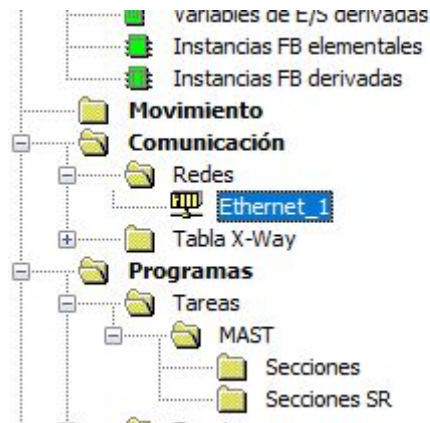 Variables de E/S derivadas
Instancias FB elementales
Instancias FB derivadas
Movimiento
Comunicación
Redes
Ethernet_1
Tabla X-Way
Programas
Tareas
MAST
Secciones
Secciones SR